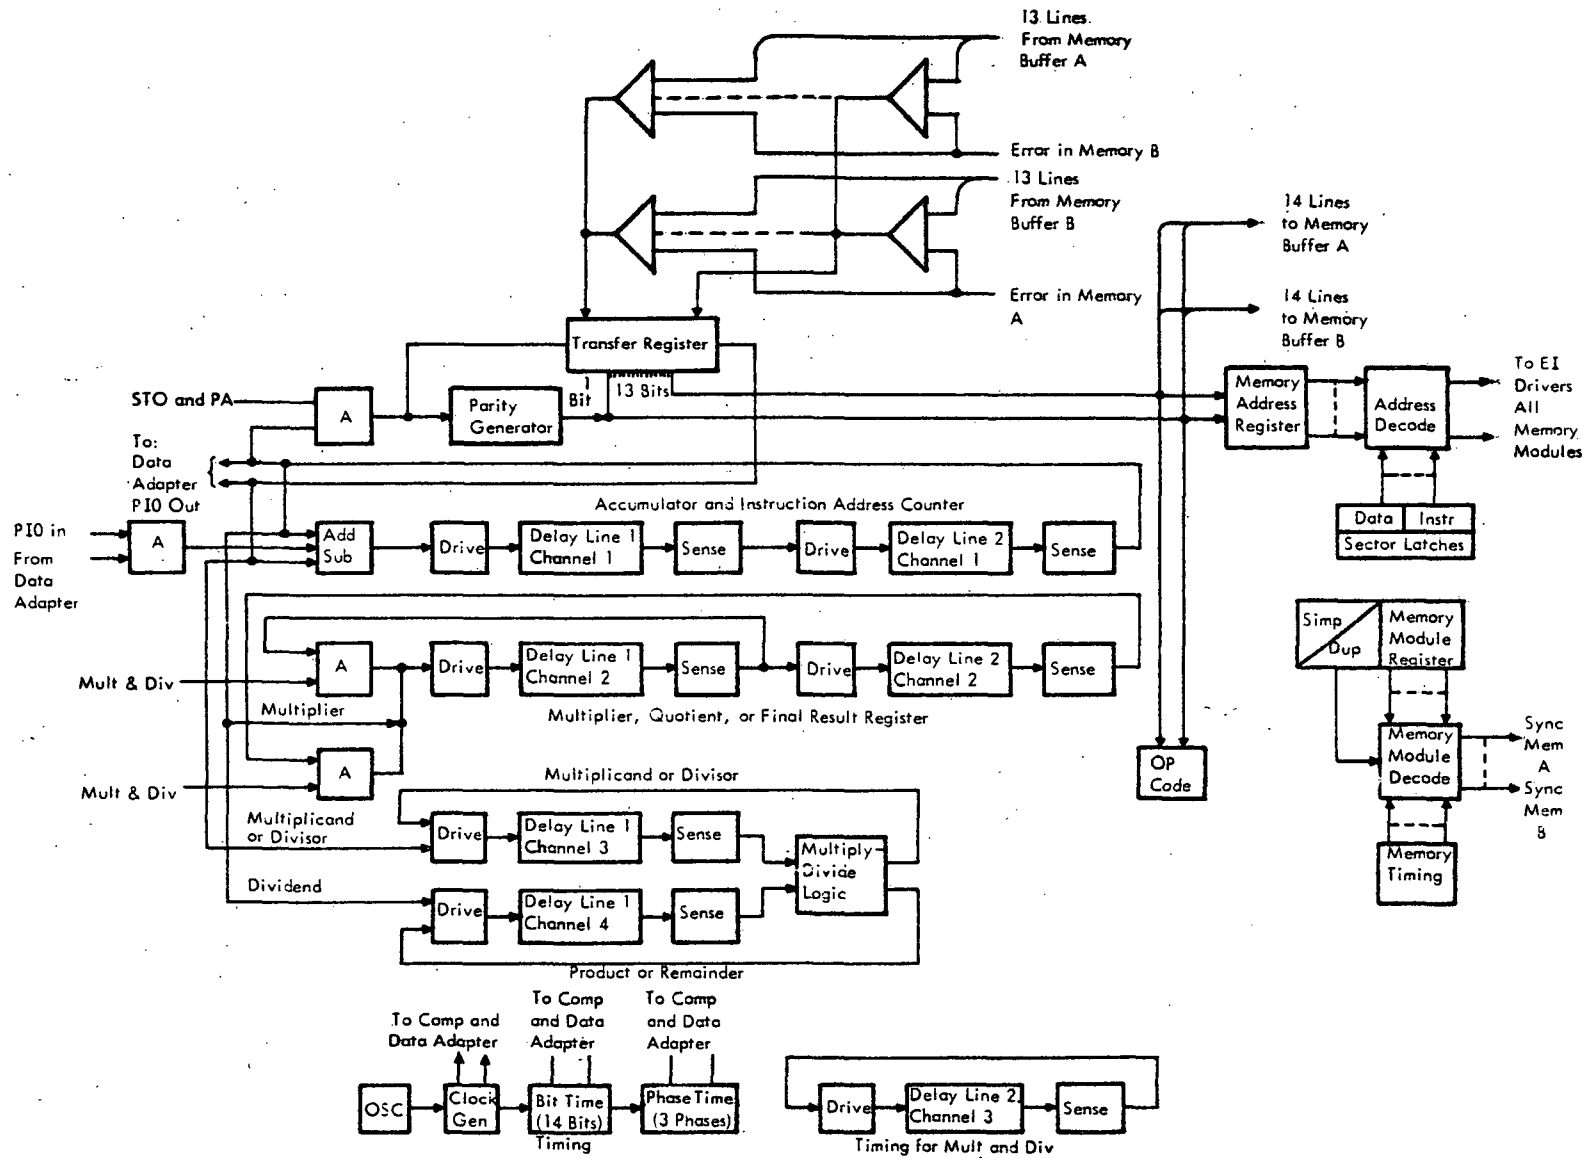 13 Lines.
From Memory
Buffer A
Error in Memory B
13 Lines
From Memory
Buffer B
14 Lines
to Memory
Buffer A
Error in Memory
A
14 Lines
to Memory
Buffer B
Transfer Register
1
Bit
13 Bits
STO and PA
A
Parity
Generator
Memory
Address
Register
Address
Decode
To EI
Drivers
All
Memory
Modules
To:
Data
Adapter
PIO Out
Accumulator and Instruction Address Counter
PIO in
From
Data
Adapter
A
Add
Sub
Drive
Delay Line 1
Channel 1
Sense
Drive
Delay Line 2
Channel 1
Sense
Data
Instr
Sector Latches
Simp
Dup
Memory
Module
Register
A
Drive
Delay Line 1
Channel 2
Sense
Drive
Delay Line 2
Channel 2
Sense
Mult & Div
Multiplier
Multiplier, Quotient, or Final Result Register
Memory
Module
Decode
Sync
Mem
A
Sync
Mem
B
A
OP
Code
Mult & Div
Multiplicand or Divisor
Multiplicand
or Divisor
Drive
Delay Line 1
Channel 3
Sense
Multiply
Divide
Logic
Memory
Timing
Dividend
Drive
Delay Line 1
Channel 4
Sense
Product or Remainder
To Comp and
Data Adapter
To Comp
and Data
Adapter
To Comp
and Data
Adapter
OSC
Clock
Gen
Bit Time
(14 Bits)
Phase Time
(3 Phases)
Timing
Drive
Delay Line 2
Channel 3
Sense
Timing for Mult and Div